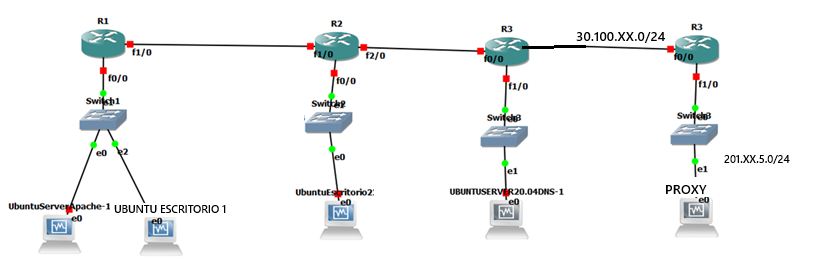 R1
R2
R3
R3
30.100.XX.0/24
f1/0
f1/0
f2/0
f0/0
f0/0
f0/0
f0/0
f1/0
f1/0
Switch1
Switch3
Switch3
e0
e2
e0
e1
e1
201.XX.5.0/24
UbuntuServerApache-1
UBUNTU ESCRITORIO 1
UBUNTUSERVER20.04DNS-1
PROXY
e0
e0
e0
e0
e0